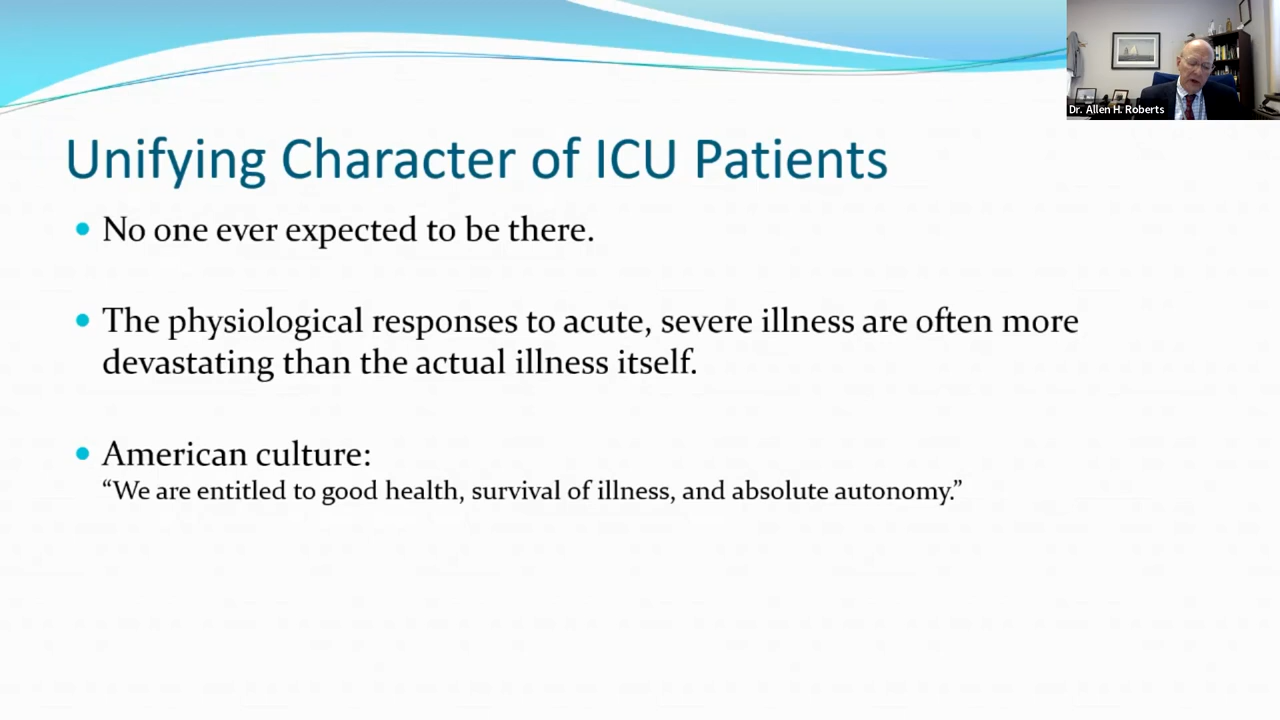 Dr. Allen H. Roberts
Unifying Character of ICU Patients
• No one ever expected to be there.
• The physiological responses to acute, severe illness are often more
devastating than the actual illness itself.
• American culture:
“We are entitled to good health, survival of illness, and absolute autonomy.”